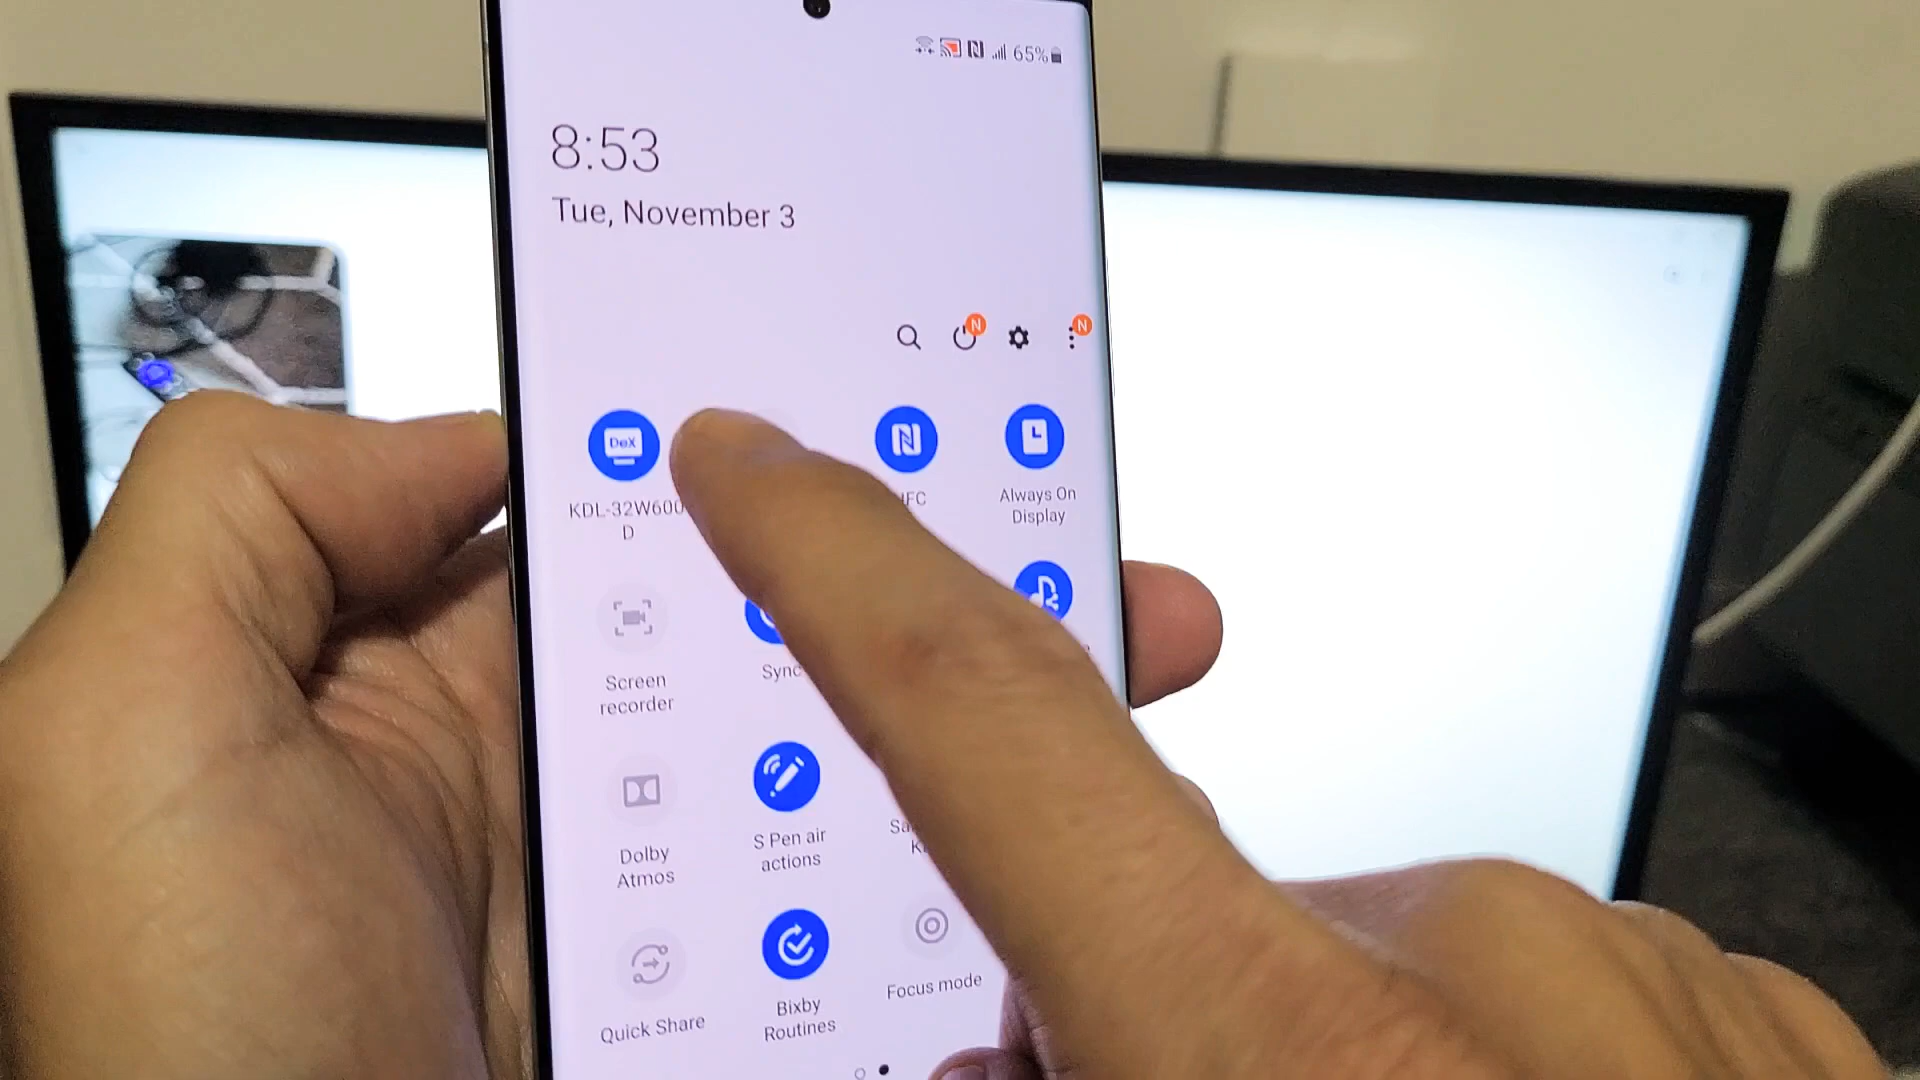 65%
8:53
Tue, November 3
N
N
DeX
KDL-32W600
D
Always On
Display
Screen
recorder
Sync
Dolby
Atmos
S Pen air
actions
Quick Share
Bixby
Routines
Focus mode